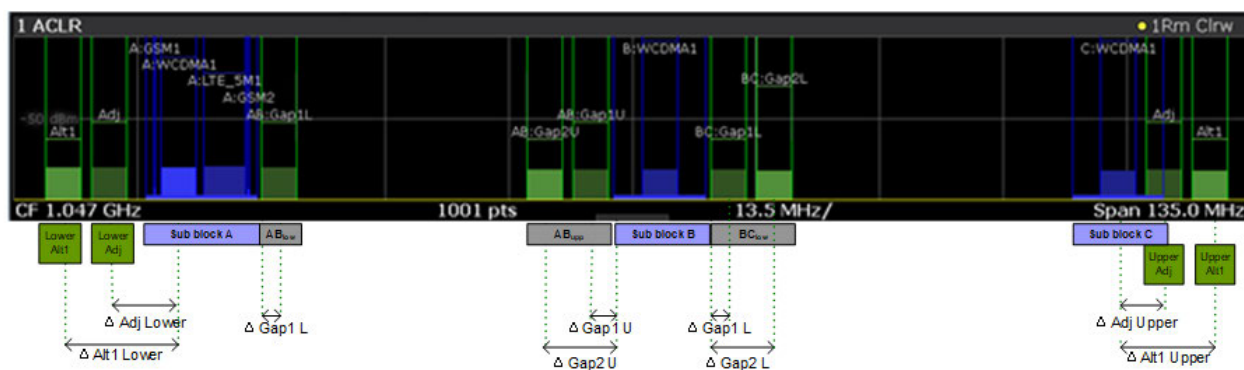 1 ACLR
1Rm Clrw
A:GSM1
B:WCDMA1
C:WCDMA1
A:WCDMA1
A:LTE_5M1
BC:Gap2L
A:GSM2
AB:Gap1L
AB:Gap1U
-50 dBm
Adj
Adj
Alt1
AB:Gap2U
BC:Gap1L
Alt1
CF 1.047 GHz 1001 pts 13.5 MHz/ Span 135.0 MHz
Lower Alt1
Lower Adj
Sub block A
ABlow
ABupp
Sub block B
BClow
Sub block C
Upper Adj
Upper Alt1
Δ Adj Lower
Δ Gap1 L
Δ Gap1 U
Δ Gap1 L
Δ Adj Upper
Δ Alt1 Lower
Δ Gap2 U
Δ Gap2 L
Δ Alt1 Upper